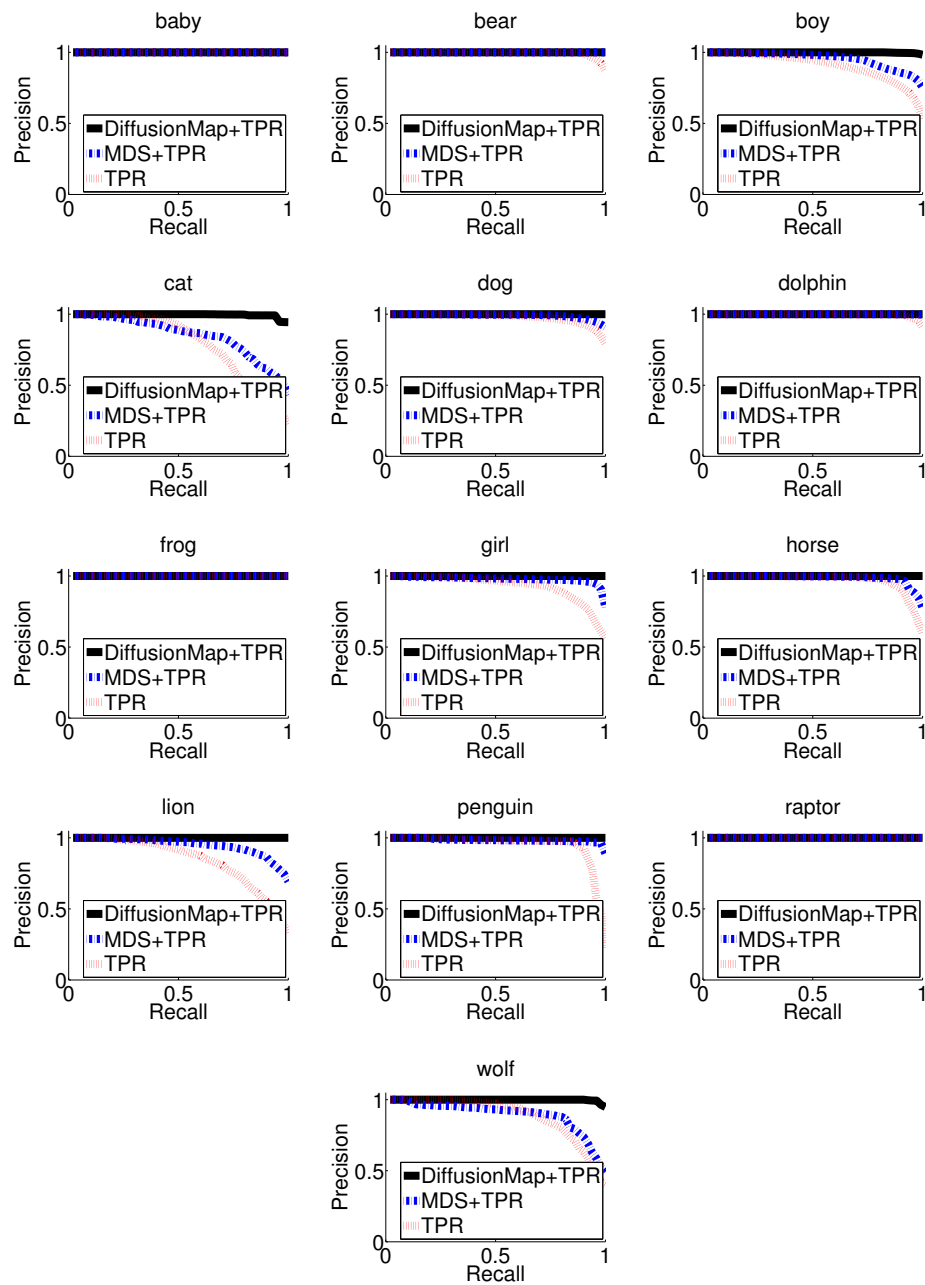 baby
Precision
1
0.5
0
DiffusionMap+TPR
MDS+TPR
TPR
0 0.5 1
Recall
bear
Precision
1
0.5
0
DiffusionMap+TPR
MDS+TPR
TPR
0 0.5 1
Recall
boy
Precision
1
0.5
0
DiffusionMap+TPR
MDS+TPR
TPR
0 0.5 1
Recall
cat
Precision
1
0.5
0
DiffusionMap+TPR
MDS+TPR
TPR
0 0.5 1
Recall
dog
Precision
1
0.5
0
DiffusionMap+TPR
MDS+TPR
TPR
0 0.5 1
Recall
dolphin
Precision
1
0.5
0
DiffusionMap+TPR
MDS+TPR
TPR
0 0.5 1
Recall
frog
Precision
1
0.5
0
DiffusionMap+TPR
MDS+TPR
TPR
0 0.5 1
Recall
girl
Precision
1
0.5
0
DiffusionMap+TPR
MDS+TPR
TPR
0 0.5 1
Recall
horse
Precision
1
0.5
0
DiffusionMap+TPR
MDS+TPR
TPR
0 0.5 1
Recall
lion
Precision
1
0.5
0
DiffusionMap+TPR
MDS+TPR
TPR
0 0.5 1
Recall
penguin
Precision
1
0.5
0
DiffusionMap+TPR
MDS+TPR
TPR
0 0.5 1
Recall
raptor
Precision
1
0.5
0
DiffusionMap+TPR
MDS+TPR
TPR
0 0.5 1
Recall
wolf
Precision
1
0.5
0
DiffusionMap+TPR
MDS+TPR
TPR
0 0.5 1
Recall